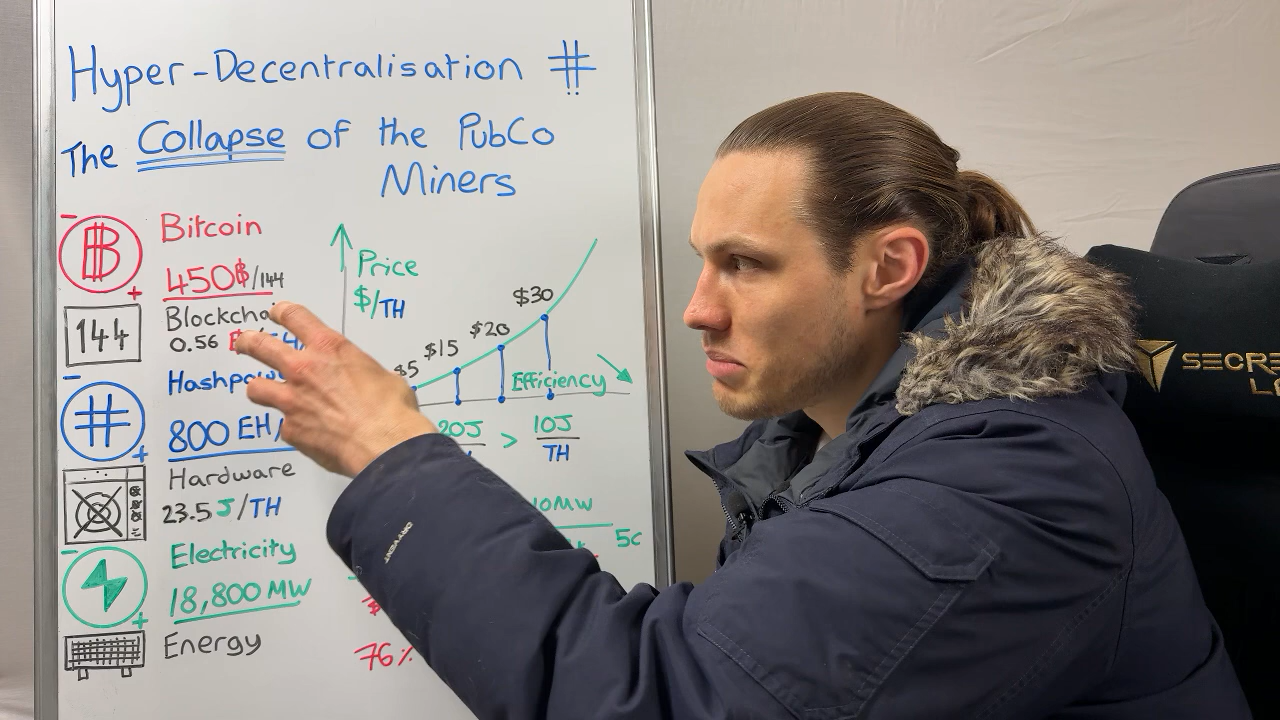 Hyper-Decentralisation #
The Collapse of the PubCo
Miners
Bitcoin
450₿/144
Blockcha
0.56
144
Hashpow
800 EH/
Hardware
23.5 J/TH
Electricity
18,800 MW
Energy
Price
$/TH
$5
$15
$20
$30
Efficiency
20J > 10J
TH
10MW
5c
76%
DRYVENT
SECRE
L